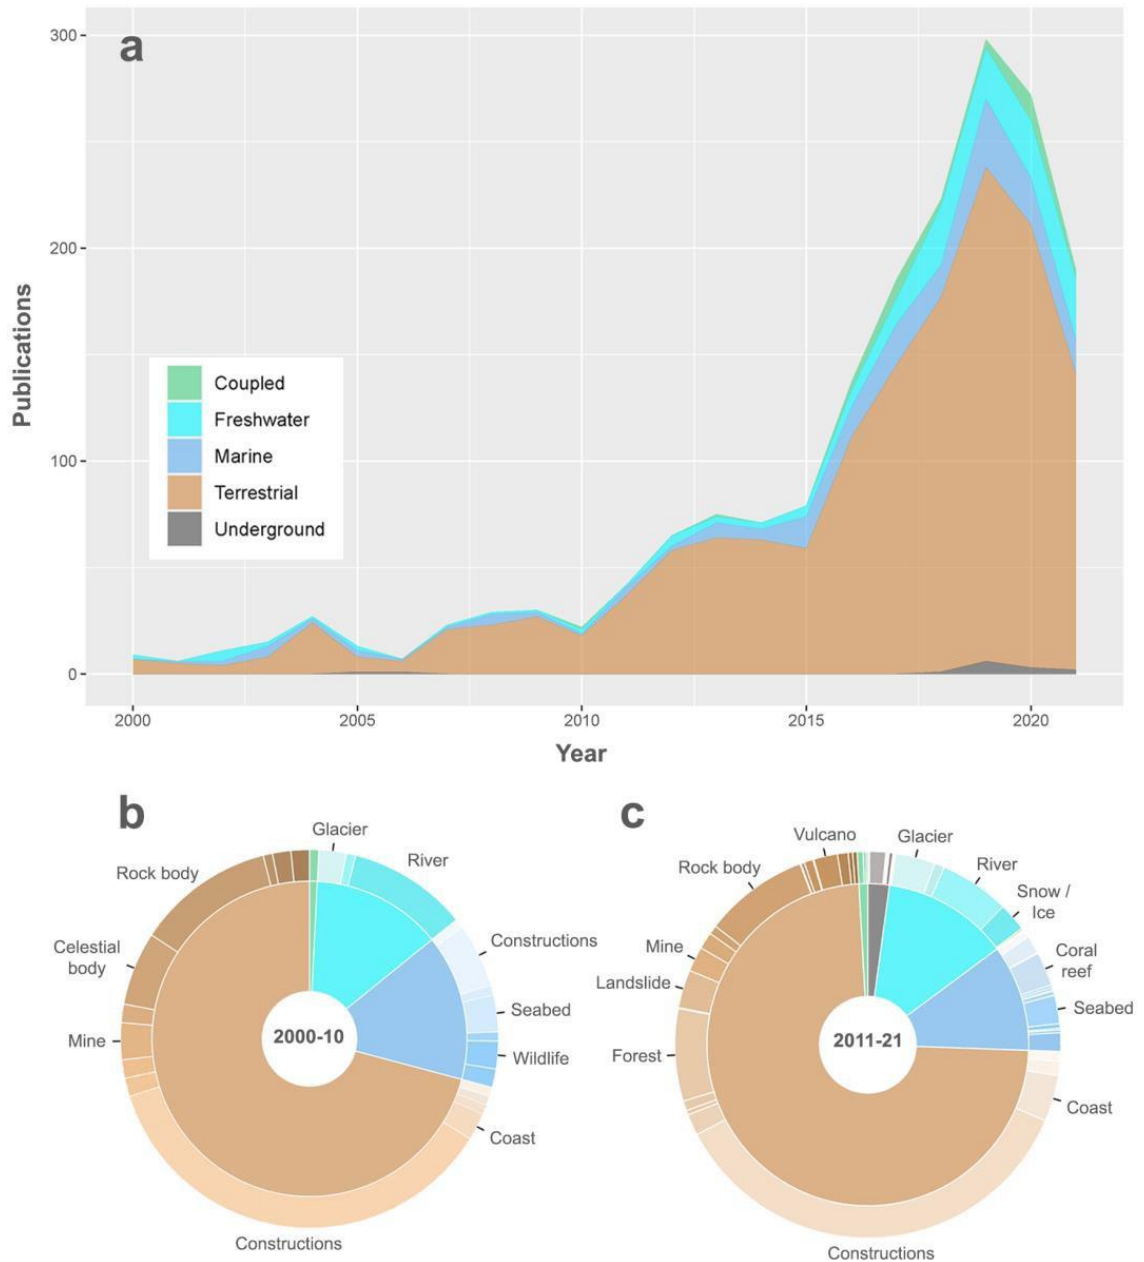 a
300
200
100
0
Publications
Coupled
Freshwater
Marine
Terrestrial
Underground
2000
2005
2010
2015
2020
Year
b
Glacier
River
Rock body
Constructions
Celestial
body
Seabed
Mine
Wildlife
2000-10
Coast
Constructions
c
Vulcano
Glacier
Rock body
River
Snow /
Ice
Mine
Coral
reef
Landslide
Seabed
2011-21
Forest
Coast
Constructions